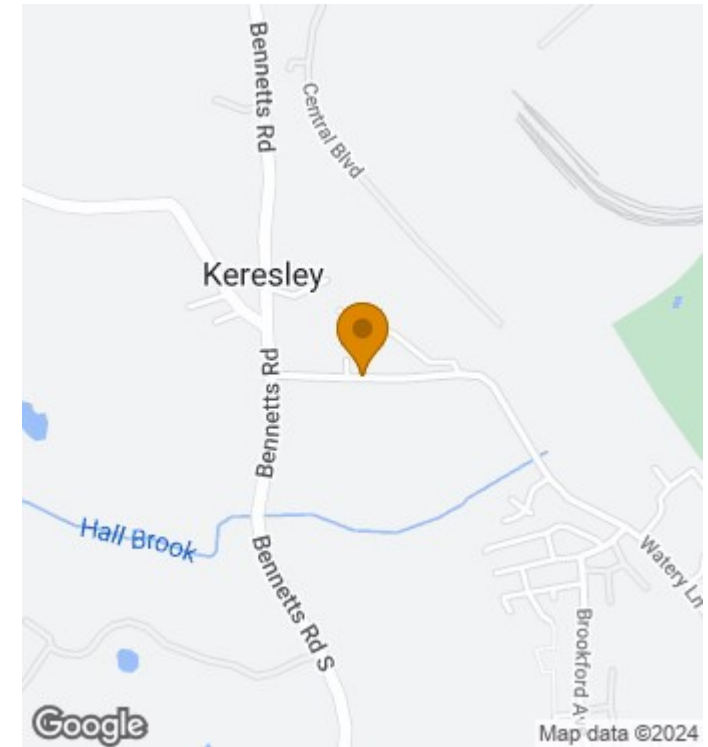 Bennetts Rd
Central Blvd
Keresley
Bennetts Rd
Hall Brook
Bennetts Rd S
Watery Ln
Brookford Av
Google
Map data ©2024